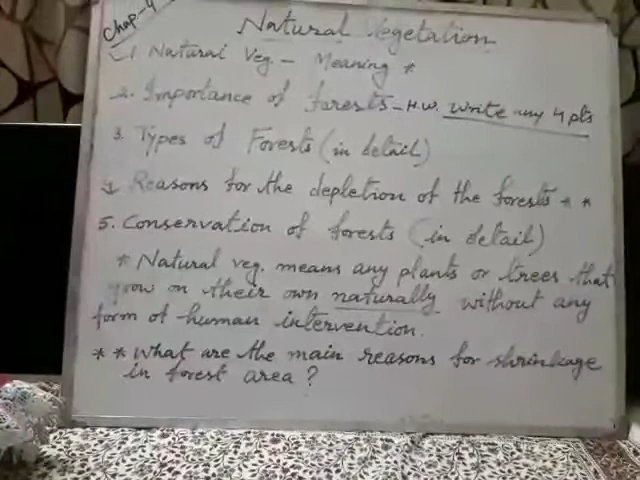 Chap-4
Natural Vegetation
1. Natural Veg. - Meaning *
2. Importance of forests - H.W. Write any 4 pts
3. Types of Forests (in detail)
4 Reasons for the depletion of the forests * *
5. Conservation of forests (in detail)
* Natural veg. means any plants or trees that
grow on their own naturally without any
form of human intervention.
* * What are the main reasons for shrinkage
in forest area ?